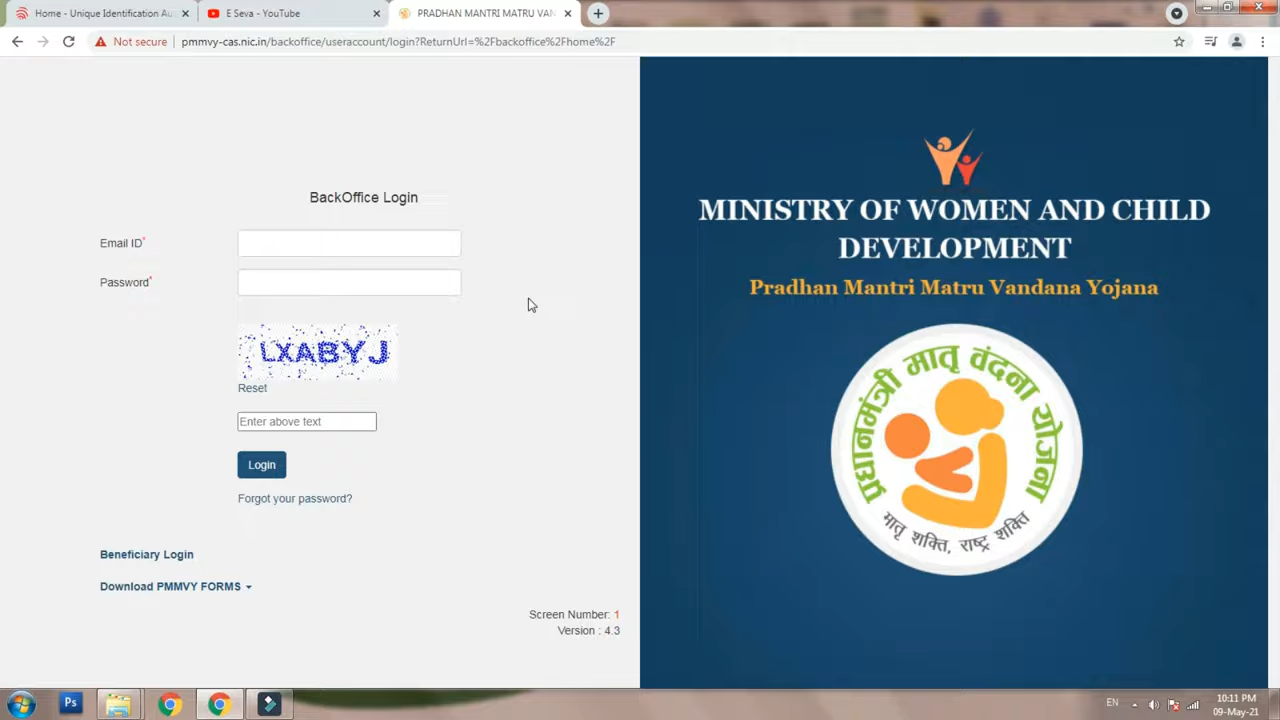 Home - Unique Identification Au
E Seva - YouTube
PRADHAN MANTRI MATRU VAN
Not secure
pmmvy-cas.nic.in/backoffice/useraccount/login?ReturnUrl=%2Fbackoffice%2Fhome%2F
BackOffice Login
Email ID*
Password*
LXABYJ
Reset
Enter above text
Login
Forgot your password?
Beneficiary Login
Download PMMVY FORMS
Screen Number: 1
Version : 4.3
MINISTRY OF WOMEN AND CHILD
DEVELOPMENT
Pradhan Mantri Matru Vandana Yojana
प्रधानमंत्री मातृ वंदना योजना
मातृ शक्ति, राष्ट्र शक्ति
Ps
EN
10:11 PM
09-May-21